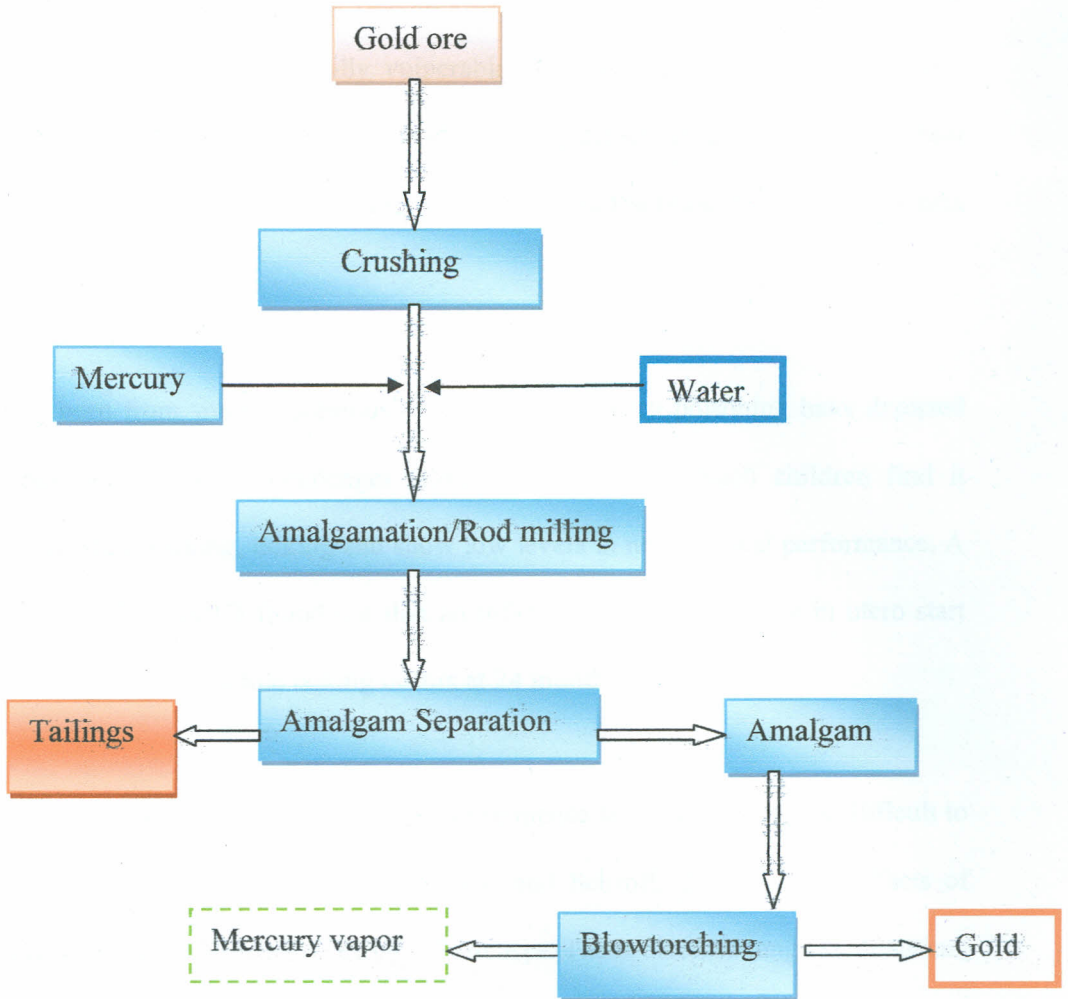 Gold ore
Crushing
Mercury
Water
Amalgamation/Rod milling
Tailings
Amalgam Separation
Amalgam
Mercury vapor
Blowtorching
Gold